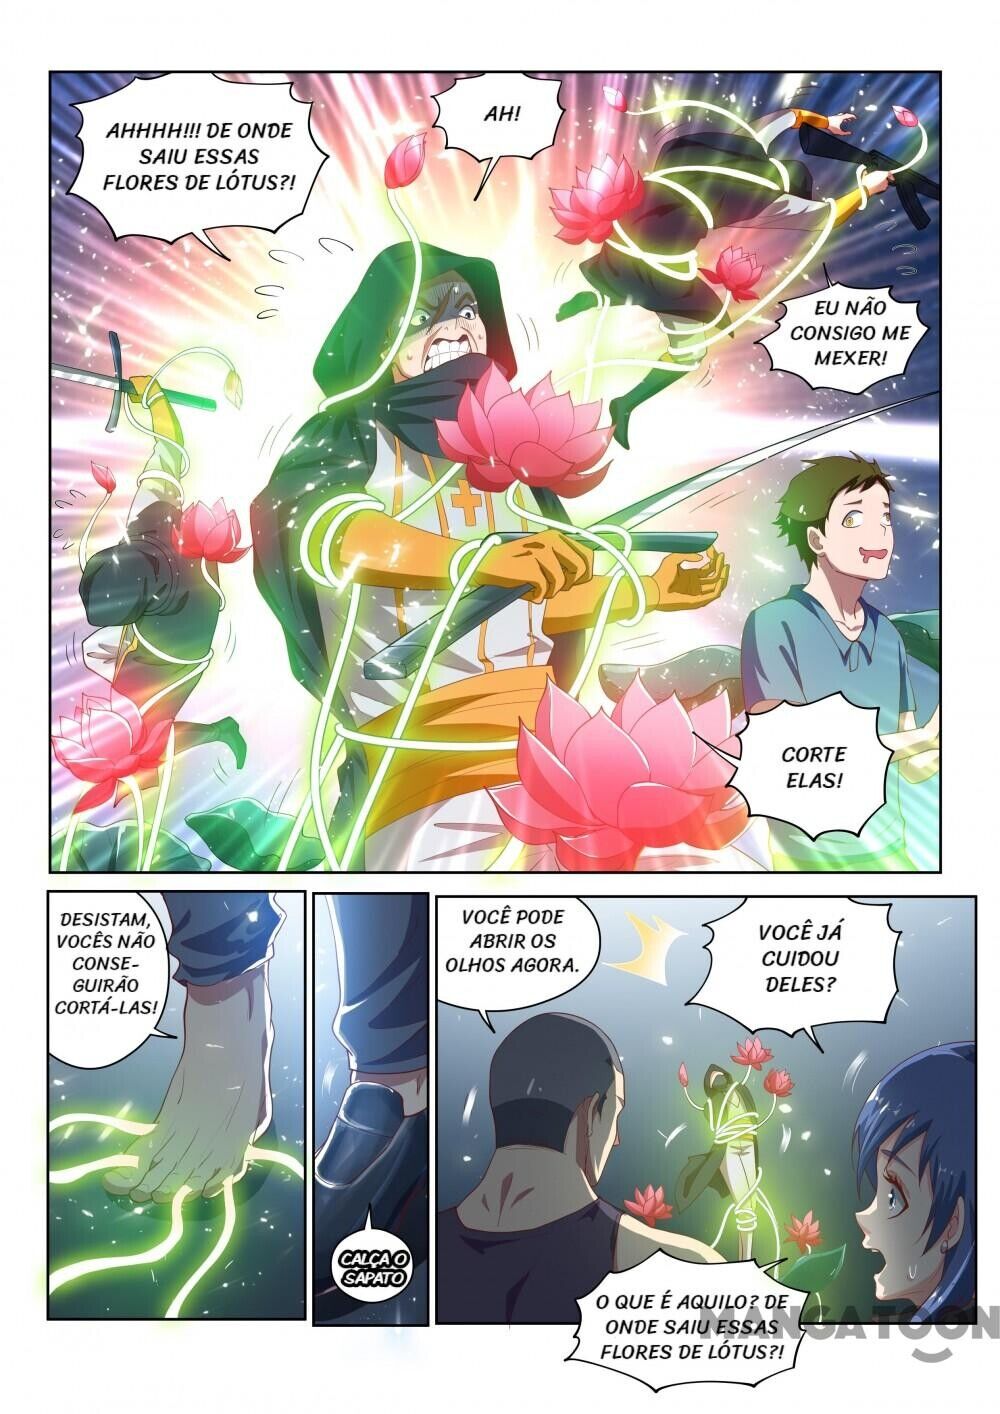 AHHHH!!! DE ONDE
SAIU ESSAS
FLORES DE LÓTUS?!
AH!
EU NÃO
CONSIGO ME
MEXER!
CORTE
ELAS!
DESISTAM,
VOCÊS NÃO
CONSE-
GUIRÃO
CORTÁ-LAS!
CALÇA O
SAPATO
VOCÊ PODE
ABRIR OS
OLHOS AGORA.
VOCÊ JÁ
CUIDOU
DELES?
O QUE É AQUILO? DE
ONDE SAIU ESSAS
FLORES DE LÓTUS?!
MANGATOON